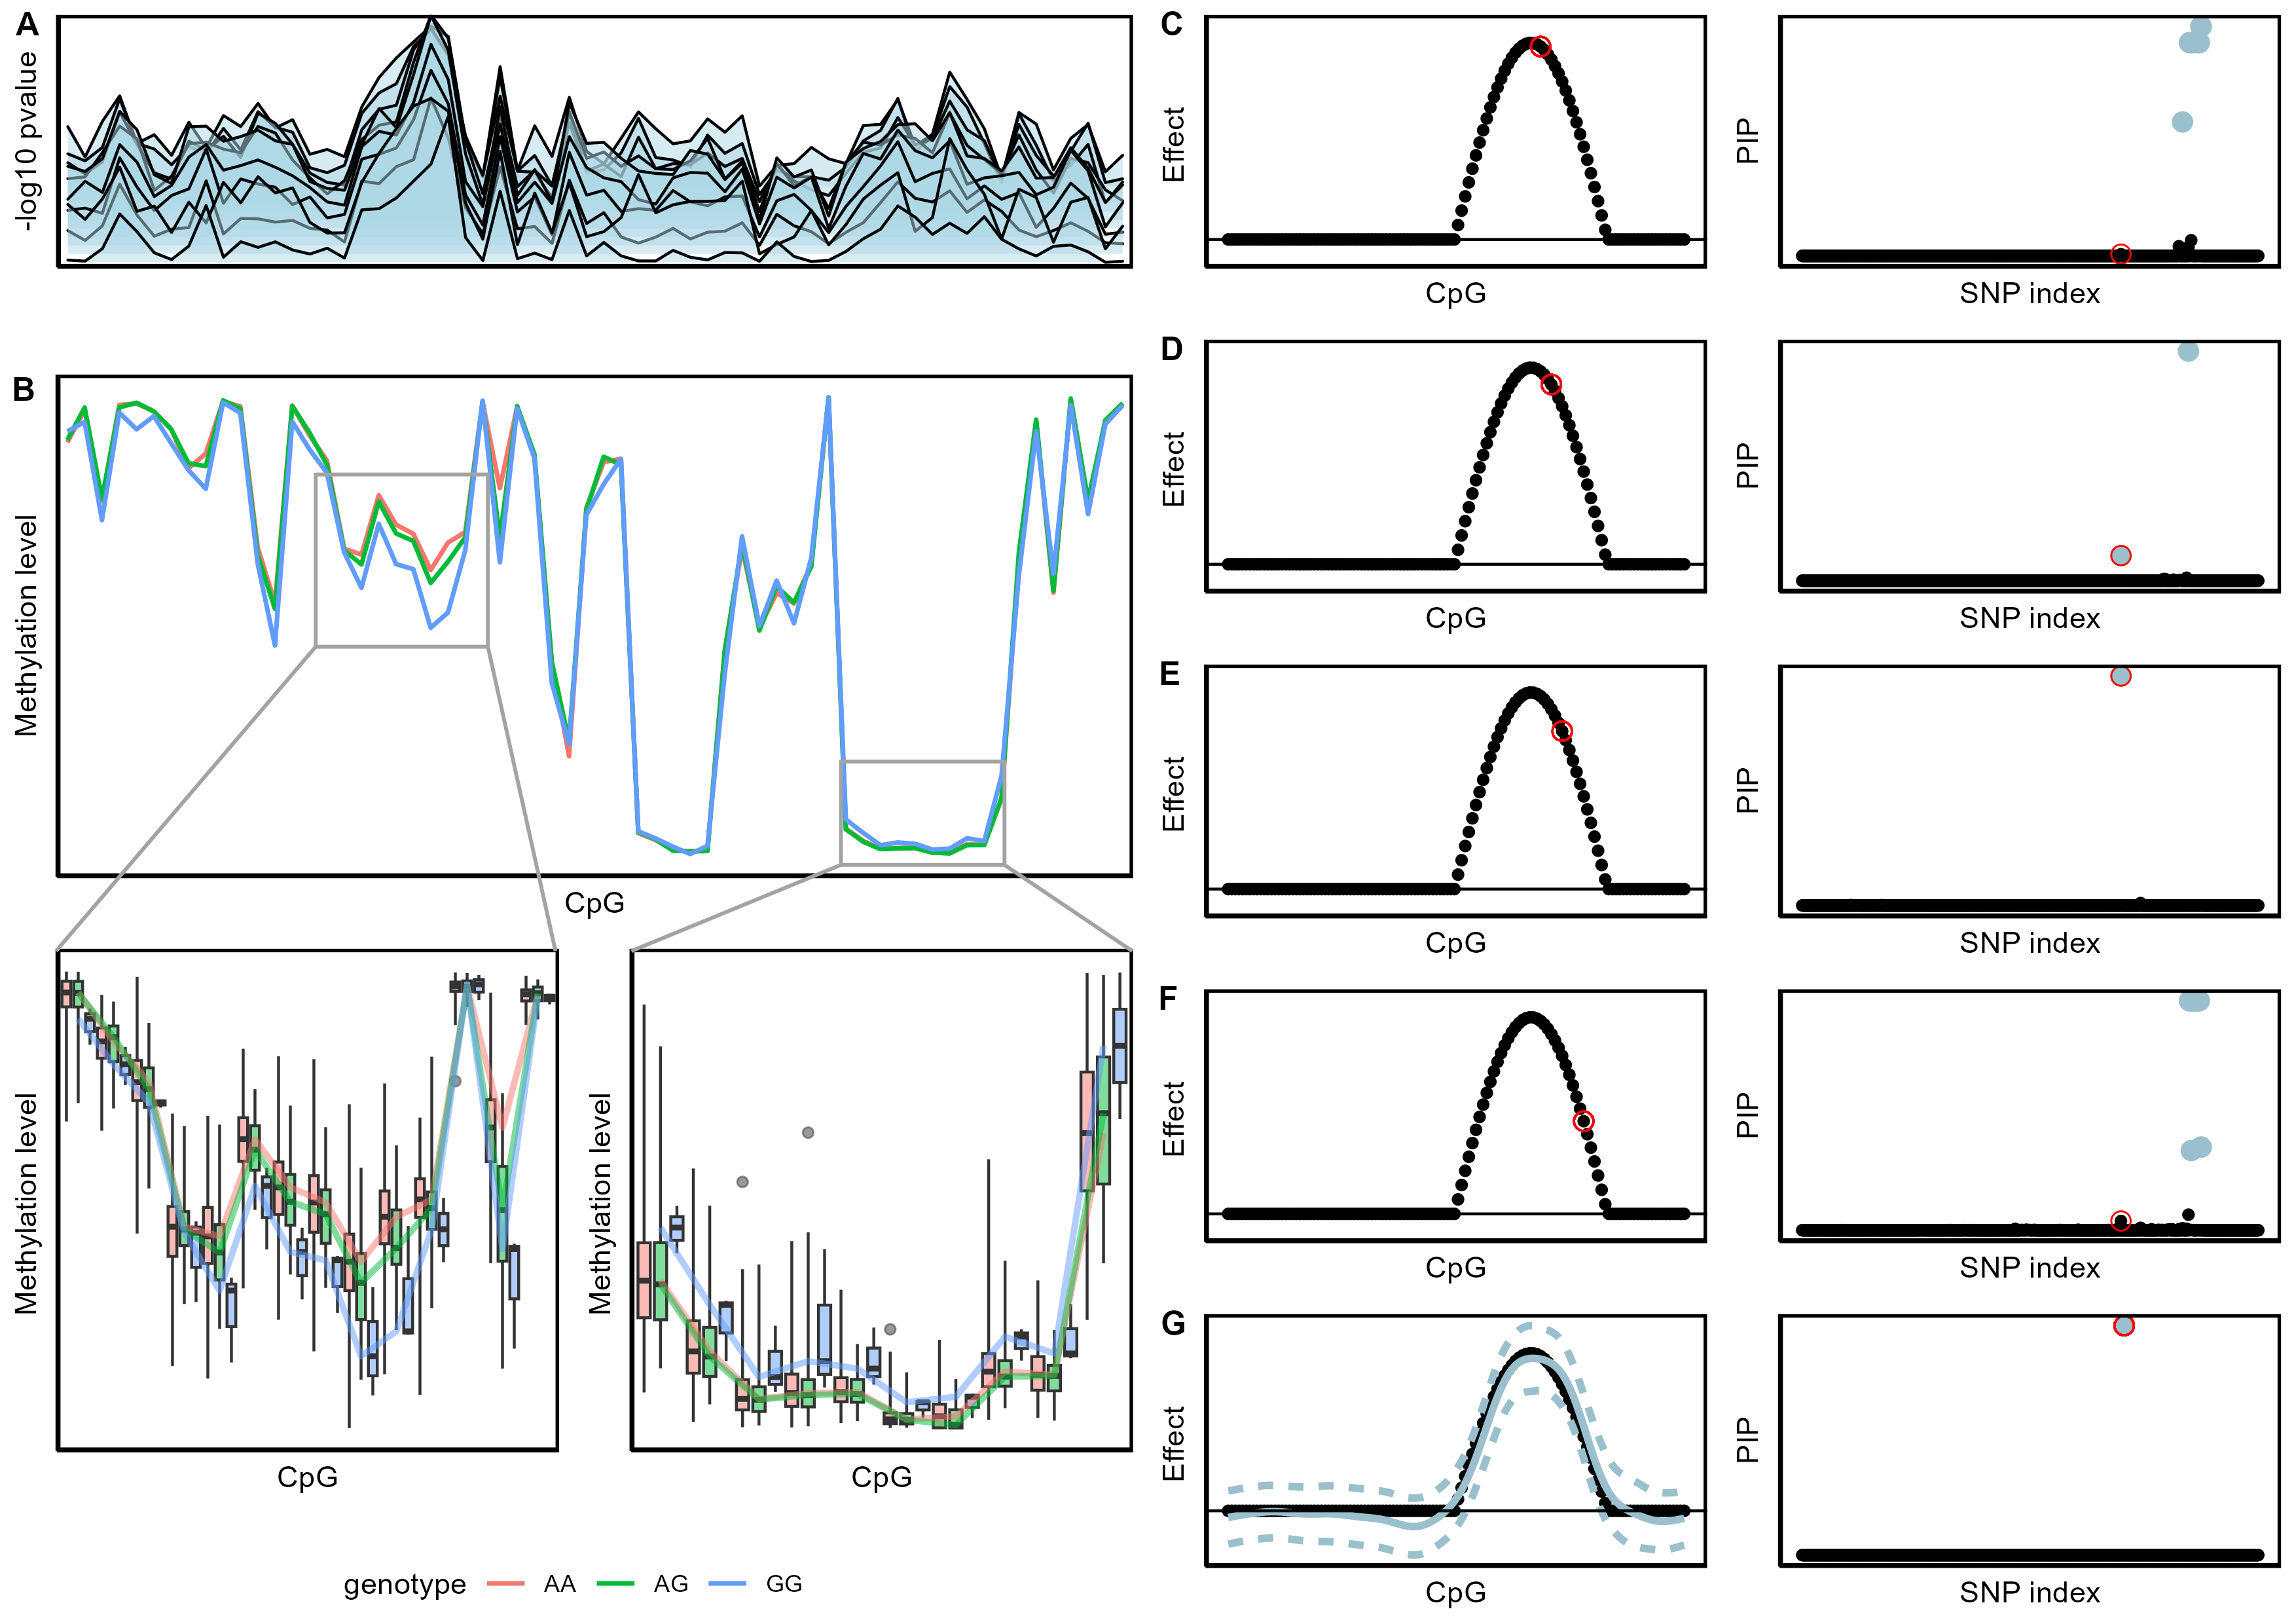 A
-log10 pvalue
B
Methylation level
CpG
Methylation level
CpG
Methylation level
CpG
genotype AA AG GG
C
Effect
CpG
PIP
SNP index
D
Effect
CpG
PIP
SNP index
E
Effect
CpG
PIP
SNP index
F
Effect
CpG
PIP
SNP index
G
Effect
CpG
PIP
SNP index